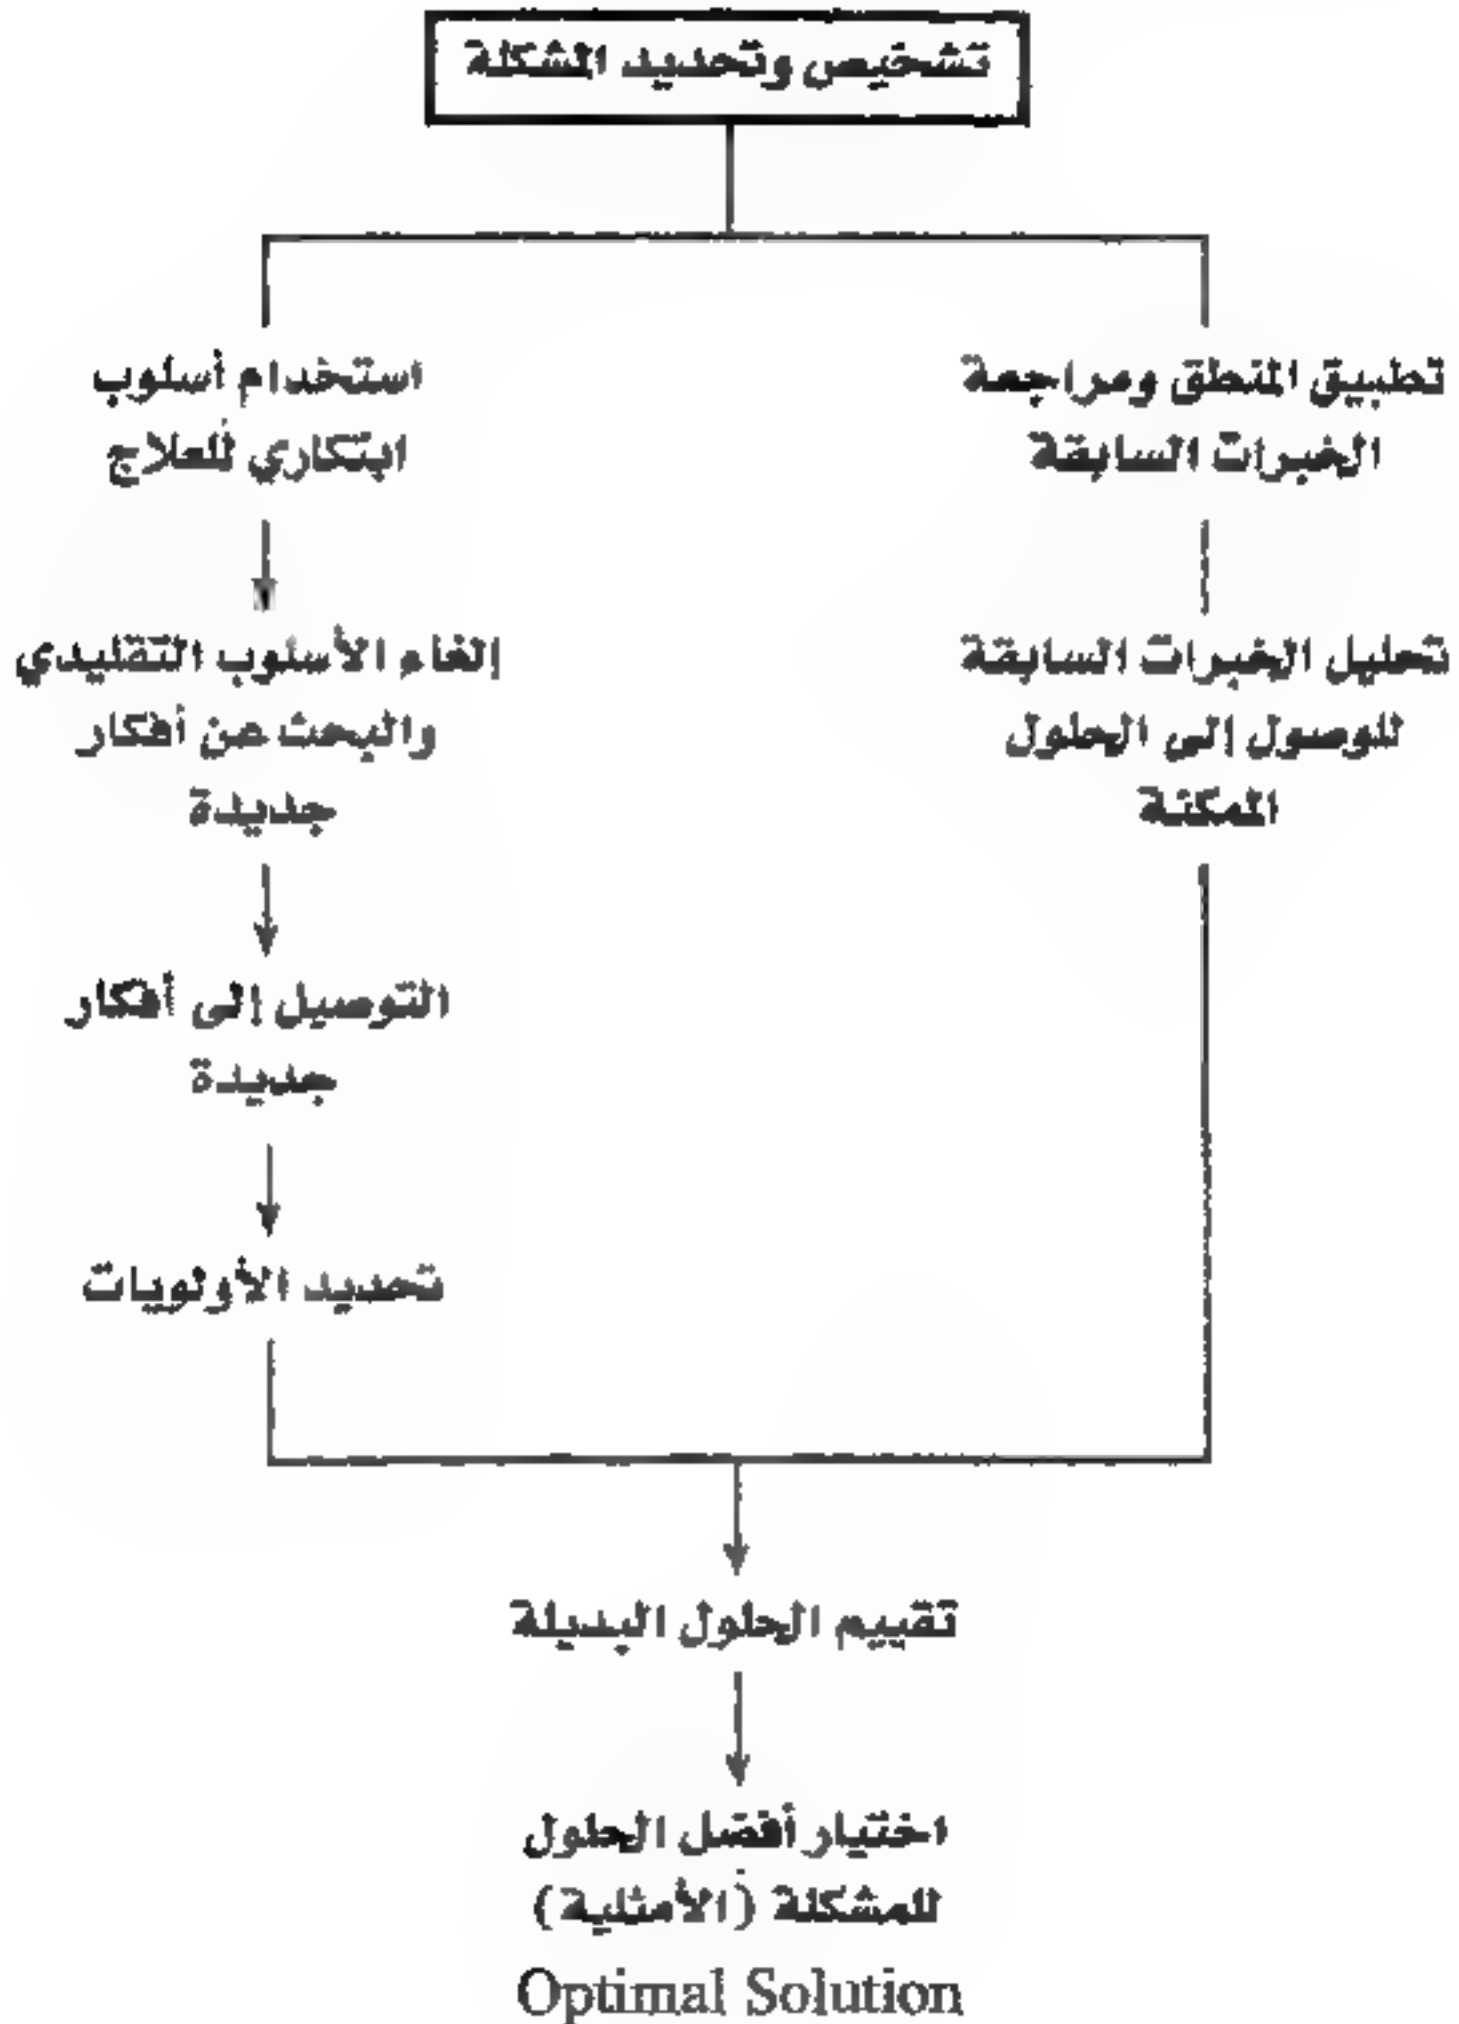 تشخيص وتحديد المشكلة
تطبيق المنطق ومراجعة
الخبرات السابقة
استخدام أسلوب
ابتكاري للعلاج
تحليل الخبرات السابقة
للوصول إلى الحلول
الممكنة
إلغاء الأسلوب التقليدي
والبحث عن أفكار
جديدة
التوصيل إلى أفكار
جديدة
تحديد الأولويات
تقييم الحلول البديلة
اختيار أفضل الحلول
للمشكلة (الأمثلية)
Optimal Solution